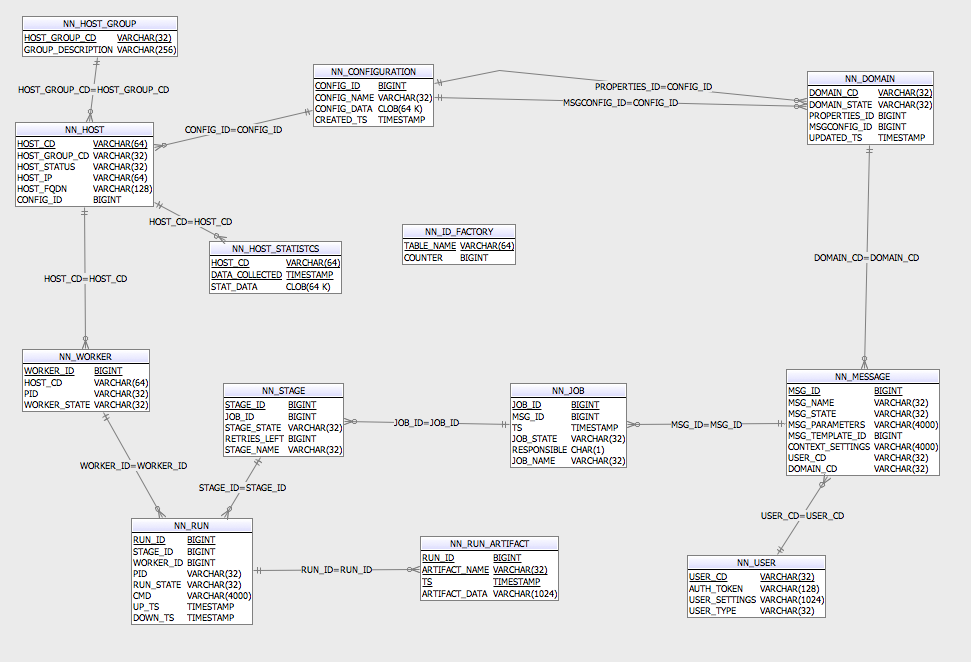 NN_HOST_GROUP
HOST_GROUP_CD VARCHAR(32)
GROUP_DESCRIPTION VARCHAR(256)
HOST_GROUP_CD=HOST_GROUP_CD
NN_CONFIGURATION
CONFIG_ID BIGINT
CONFIG_NAME VARCHAR(32)
CONFIG_DATA CLOB(64 K)
CREATED_TS TIMESTAMP
PROPERTIES_ID=CONFIG_ID
MSGCONFIG_ID=CONFIG_ID
NN_DOMAIN
DOMAIN_CD VARCHAR(32)
DOMAIN_STATE VARCHAR(32)
PROPERTIES_ID BIGINT
MSGCONFIG_ID BIGINT
UPDATED_TS TIMESTAMP
NN_HOST
HOST_CD VARCHAR(64)
HOST_GROUP_CD VARCHAR(32)
HOST_STATUS VARCHAR(32)
HOST_IP VARCHAR(64)
HOST_FQDN VARCHAR(128)
CONFIG_ID BIGINT
CONFIG_ID=CONFIG_ID
HOST_CD=HOST_CD
NN_HOST_STATISTCS
HOST_CD VARCHAR(64)
DATA_COLLECTED TIMESTAMP
STAT_DATA CLOB(64 K)
NN_ID_FACTORY
TABLE_NAME VARCHAR(64)
COUNTER BIGINT
DOMAIN_CD=DOMAIN_CD
HOST_CD=HOST_CD
NN_WORKER
WORKER_ID BIGINT
HOST_CD VARCHAR(64)
PID VARCHAR(32)
WORKER_STATE VARCHAR(32)
NN_STAGE
STAGE_ID BIGINT
JOB_ID BIGINT
STAGE_STATE VARCHAR(32)
RETRIES_LEFT BIGINT
STAGE_NAME VARCHAR(32)
JOB_ID=JOB_ID
NN_JOB
JOB_ID BIGINT
MSG_ID BIGINT
TS TIMESTAMP
JOB_STATE VARCHAR(32)
RESPONSIBLE CHAR(1)
JOB_NAME VARCHAR(32)
MSG_ID=MSG_ID
NN_MESSAGE
MSG_ID BIGINT
MSG_NAME VARCHAR(32)
MSG_STATE VARCHAR(32)
MSG_PARAMETERS VARCHAR(4000)
MSG_TEMPLATE_ID BIGINT
CONTEXT_SETTINGS VARCHAR(4000)
USER_CD VARCHAR(32)
DOMAIN_CD VARCHAR(32)
WORKER_ID=WORKER_ID
STAGE_ID=STAGE_ID
USER_CD=USER_CD
NN_RUN
RUN_ID BIGINT
STAGE_ID BIGINT
WORKER_ID BIGINT
PID VARCHAR(32)
RUN_STATE VARCHAR(32)
CMD VARCHAR(4000)
UP_TS TIMESTAMP
DOWN_TS TIMESTAMP
RUN_ID=RUN_ID
NN_RUN_ARTIFACT
RUN_ID BIGINT
ARTIFACT_NAME VARCHAR(32)
TS TIMESTAMP
ARTIFACT_DATA VARCHAR(1024)
NN_USER
USER_CD VARCHAR(32)
AUTH_TOKEN VARCHAR(128)
USER_SETTINGS VARCHAR(1024)
USER_TYPE VARCHAR(32)